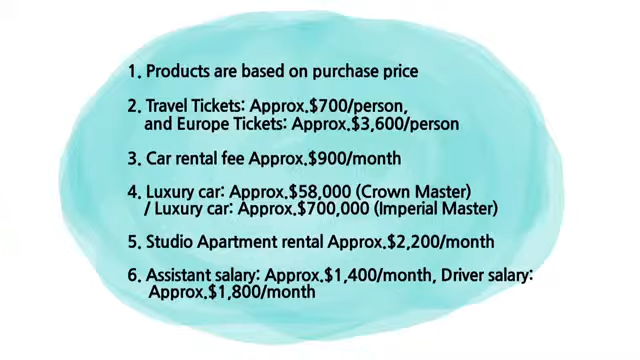 1. Products are based on purchase price
2. Travel Tickets: Approx.$700/person,
and Europe Tickets: Approx.$3,600/person
3. Car rental fee Approx.$900/month
4. Luxury car: Approx.$58,000 (Crown Master)
/ Luxury car: Approx.$700,000 (Imperial Master)
5. Studio Apartment rental Approx.$2,200/month
6. Assistant salary: Approx.$1,400/month, Driver salary:
Approx.$1,800/month